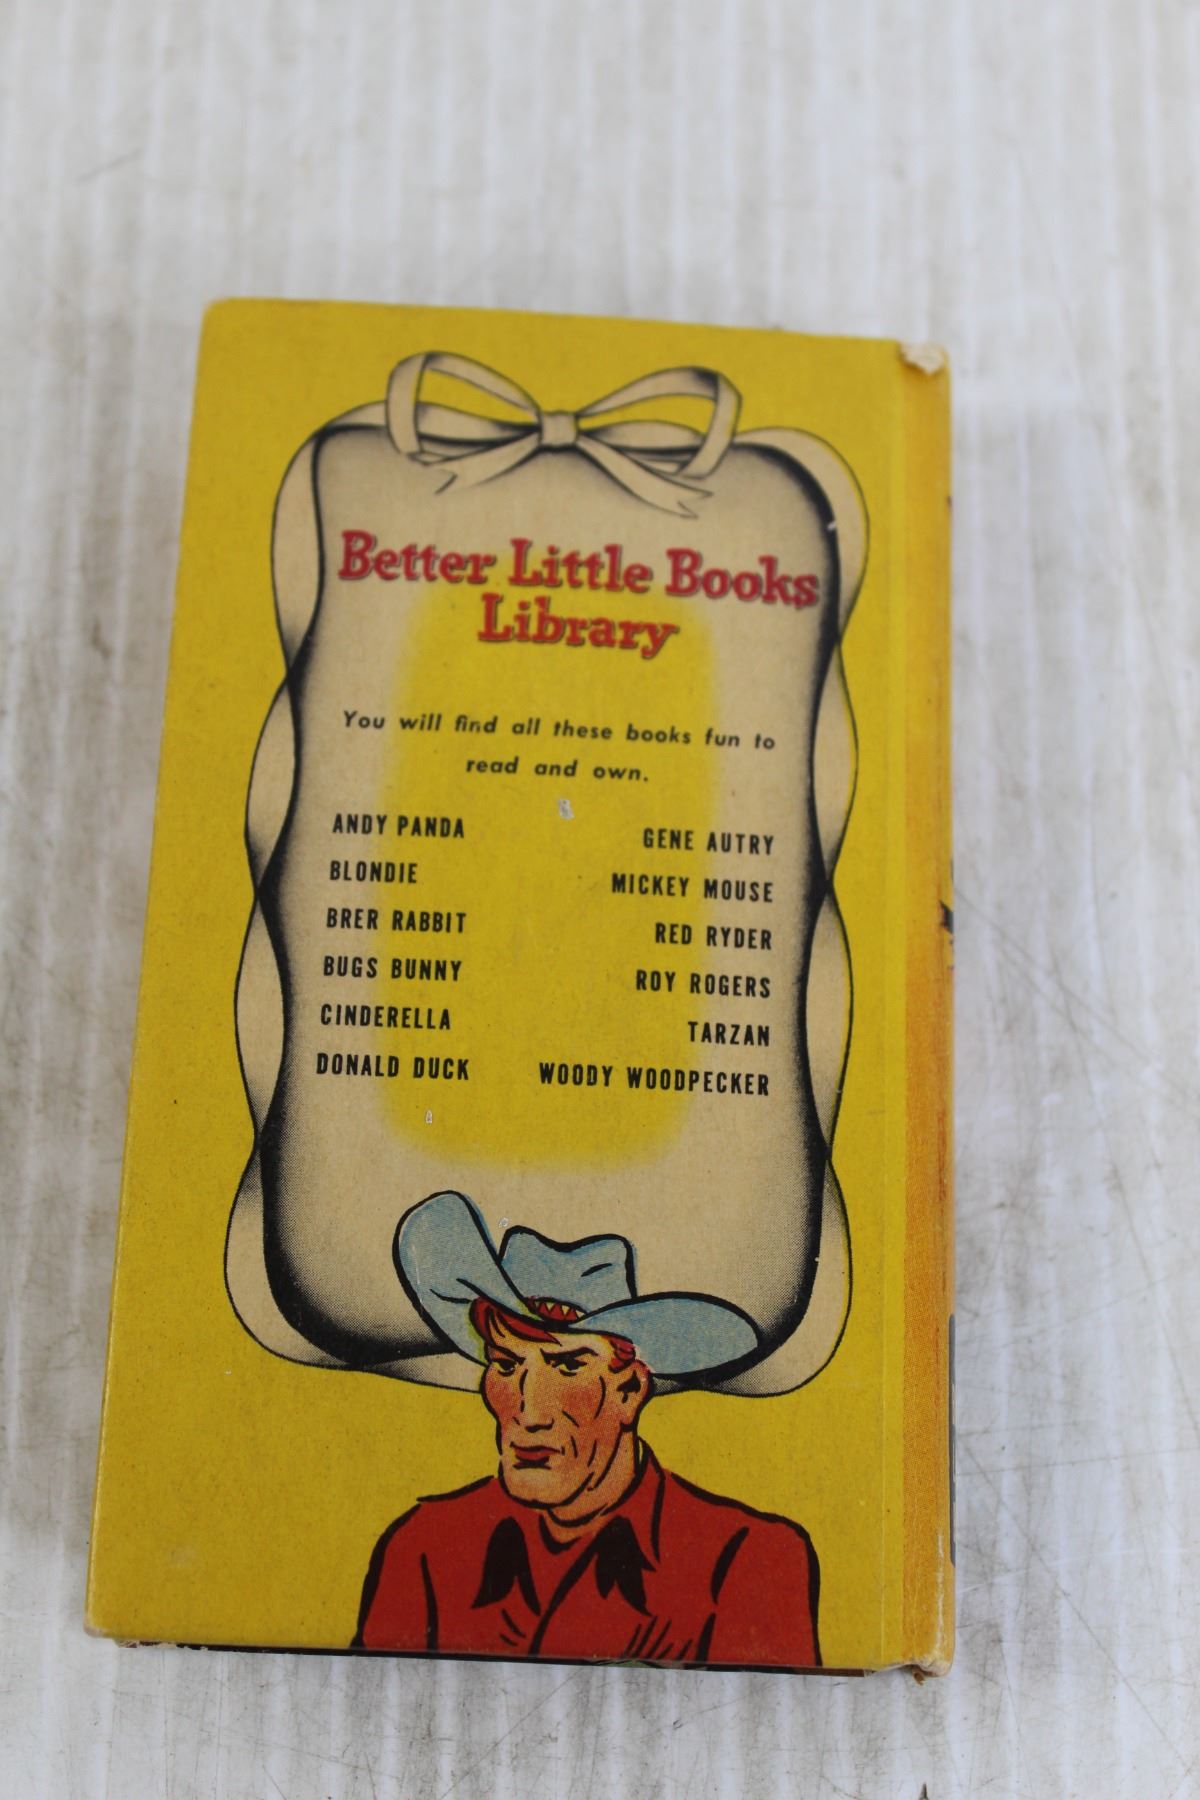 Better Little Books
Library
You will find all these books fun to
read and own.
ANDY PANDA
BLONDIE
BRER RABBIT
BUGS BUNNY
CINDERELLA
DONALD DUCK
GENE AUTRY
MICKEY MOUSE
RED RYDER
ROY ROGERS
TARZAN
WOODY WOODPECKER